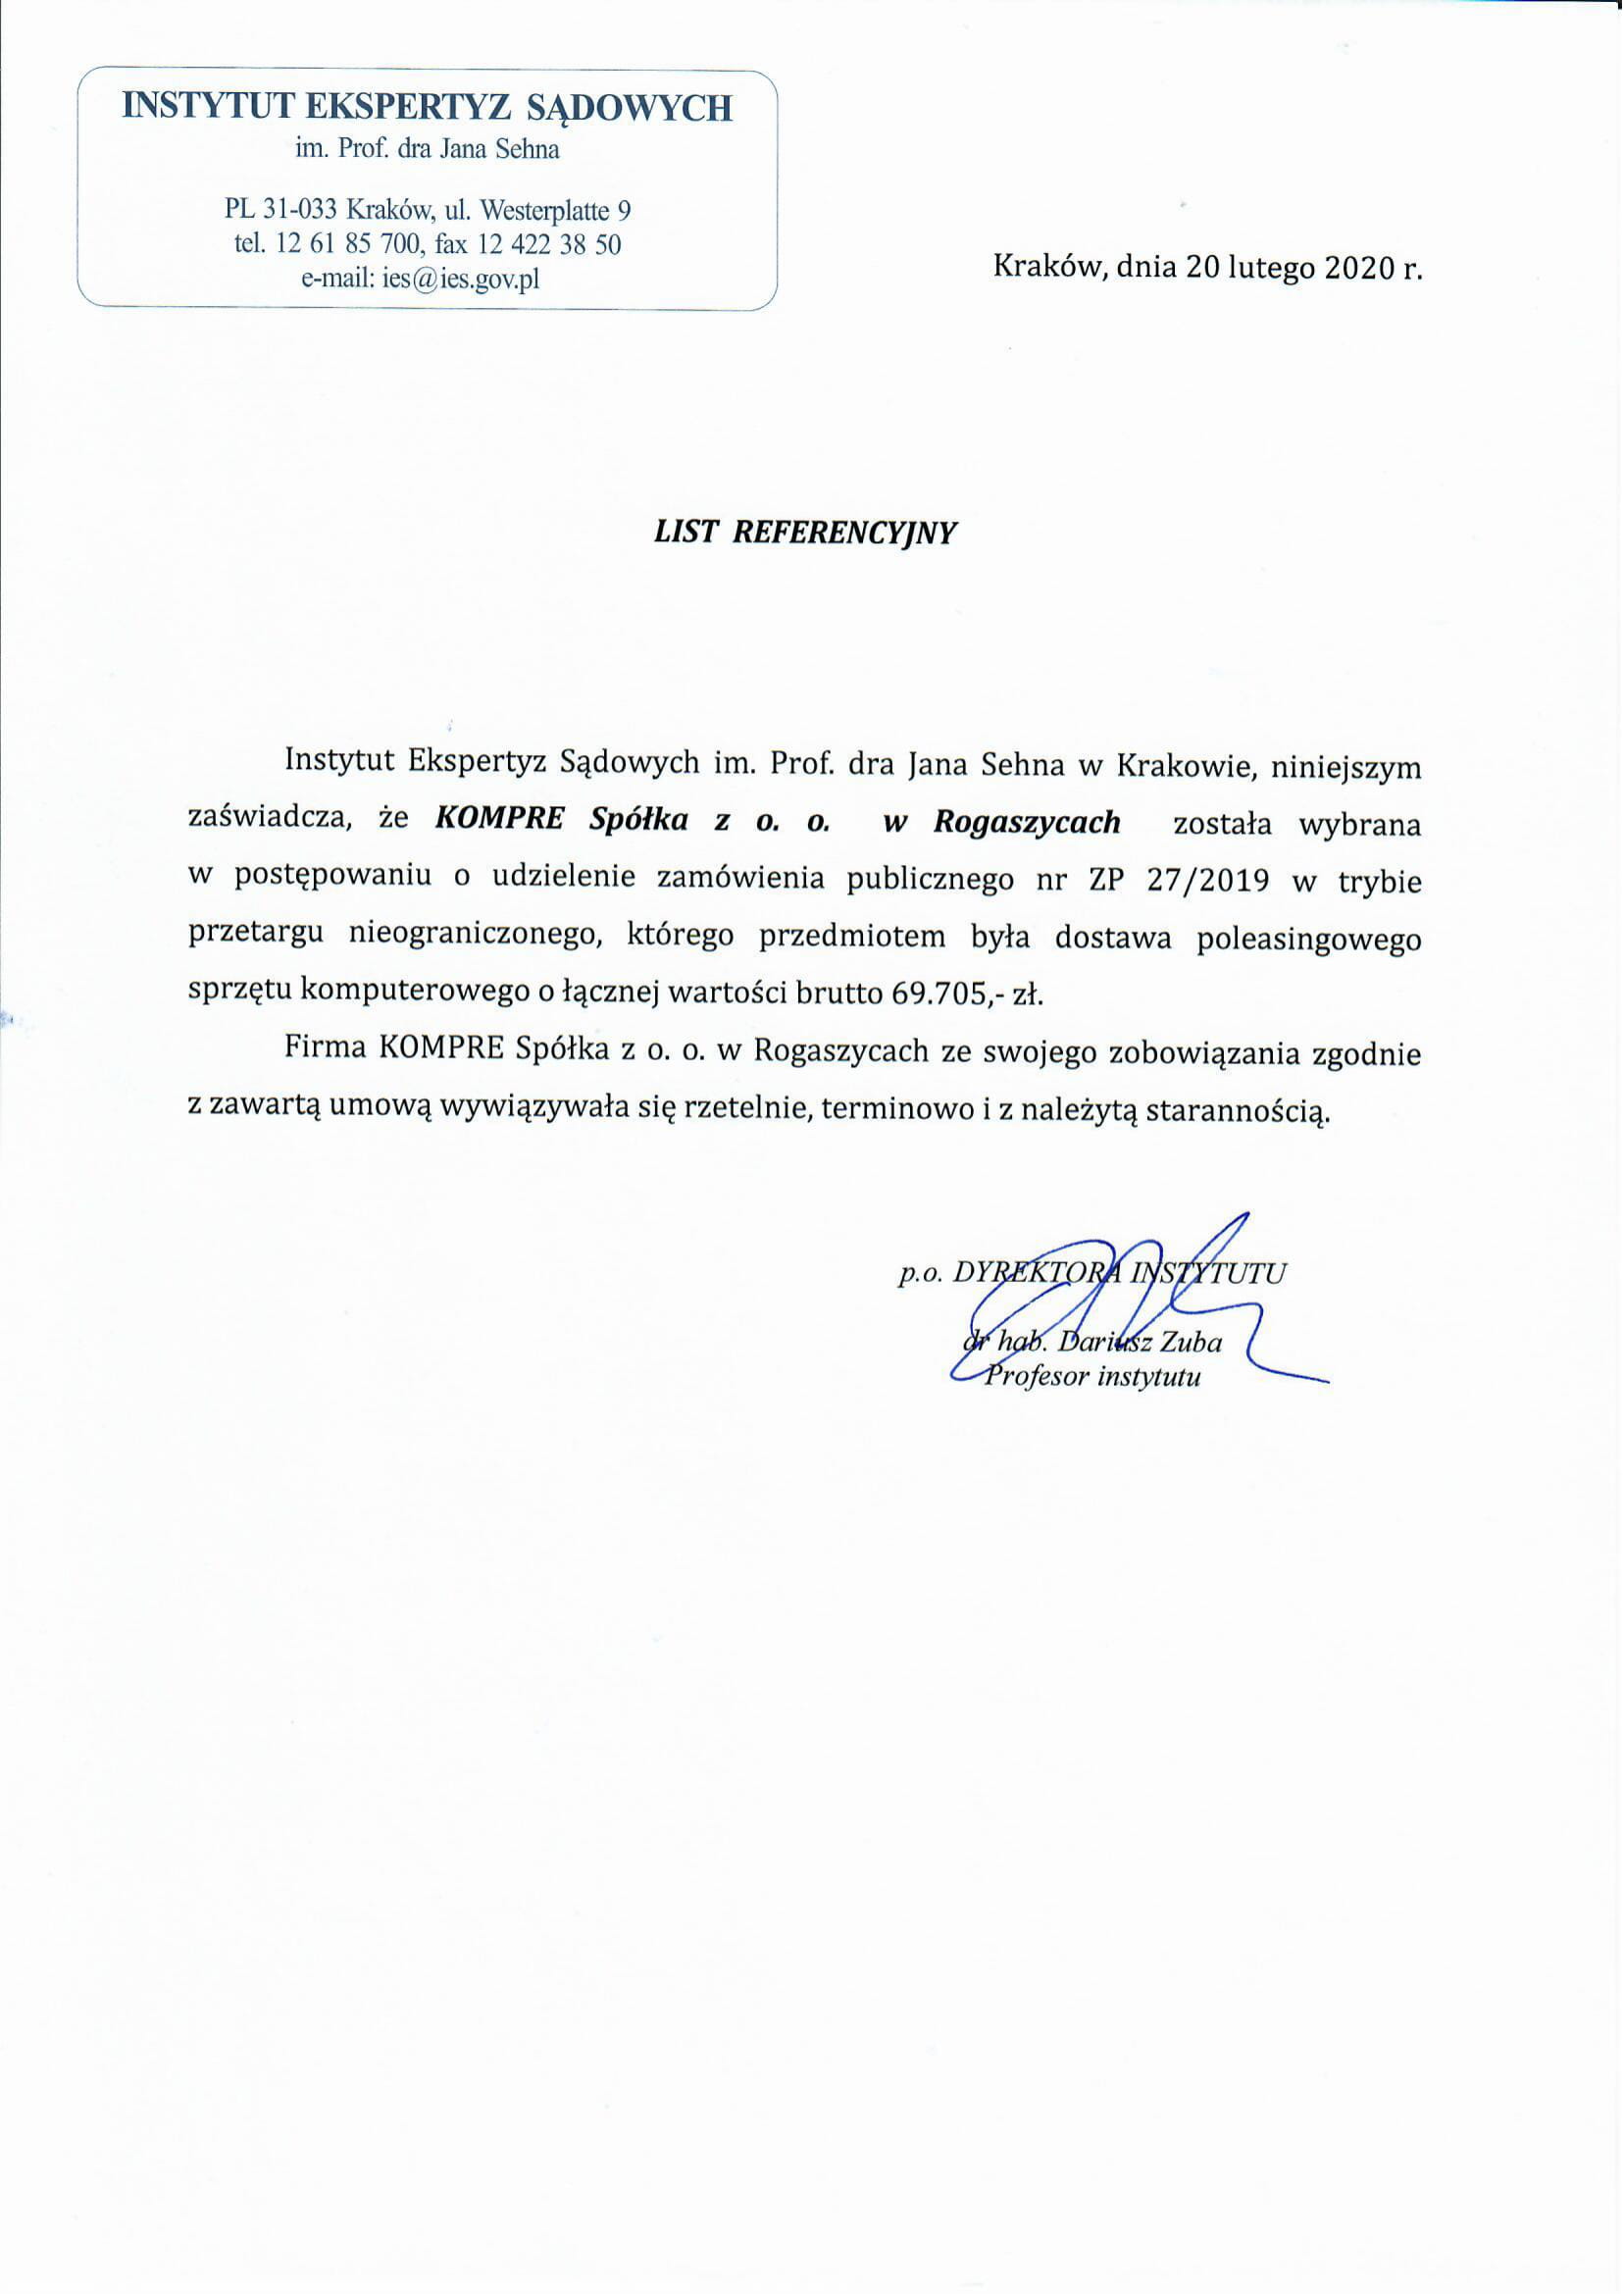 INSTYTUT EKSPERTYZ SĄDOWYCH
im. Prof. dra Jana Sehna
PL 31-033 Kraków, ul. Westerplatte 9
tel. 12 61 85 700, fax 12 422 38 50
e-mail: ies@ies.gov.pl
Kraków, dnia 20 lutego 2020 r.
LIST REFERENCYJNY
Instytut Ekspertyz Sądowych im. Prof. dra Jana Sehna w Krakowie, niniejszym
zaświadcza, że KOMPRE Spółka z o. o. w Rogaszycach została wybrana
w postępowaniu o udzielenie zamówienia publicznego nr ZP 27/2019 w trybie
przetargu nieograniczonego, którego przedmiotem była dostawa poleasingowego
sprzętu komputerowego o łącznej wartości brutto 69.705,- zł.
Firma KOMPRE Spółka z o. o. w Rogaszycach ze swojego zobowiązania zgodnie
z zawartą umową wywiązywała się rzetelnie, terminowo i z należytą starannością.
p.o. DYREKTORA INSTYTUTU
dr hab. Dariusz Zuba
Profesor instytutu